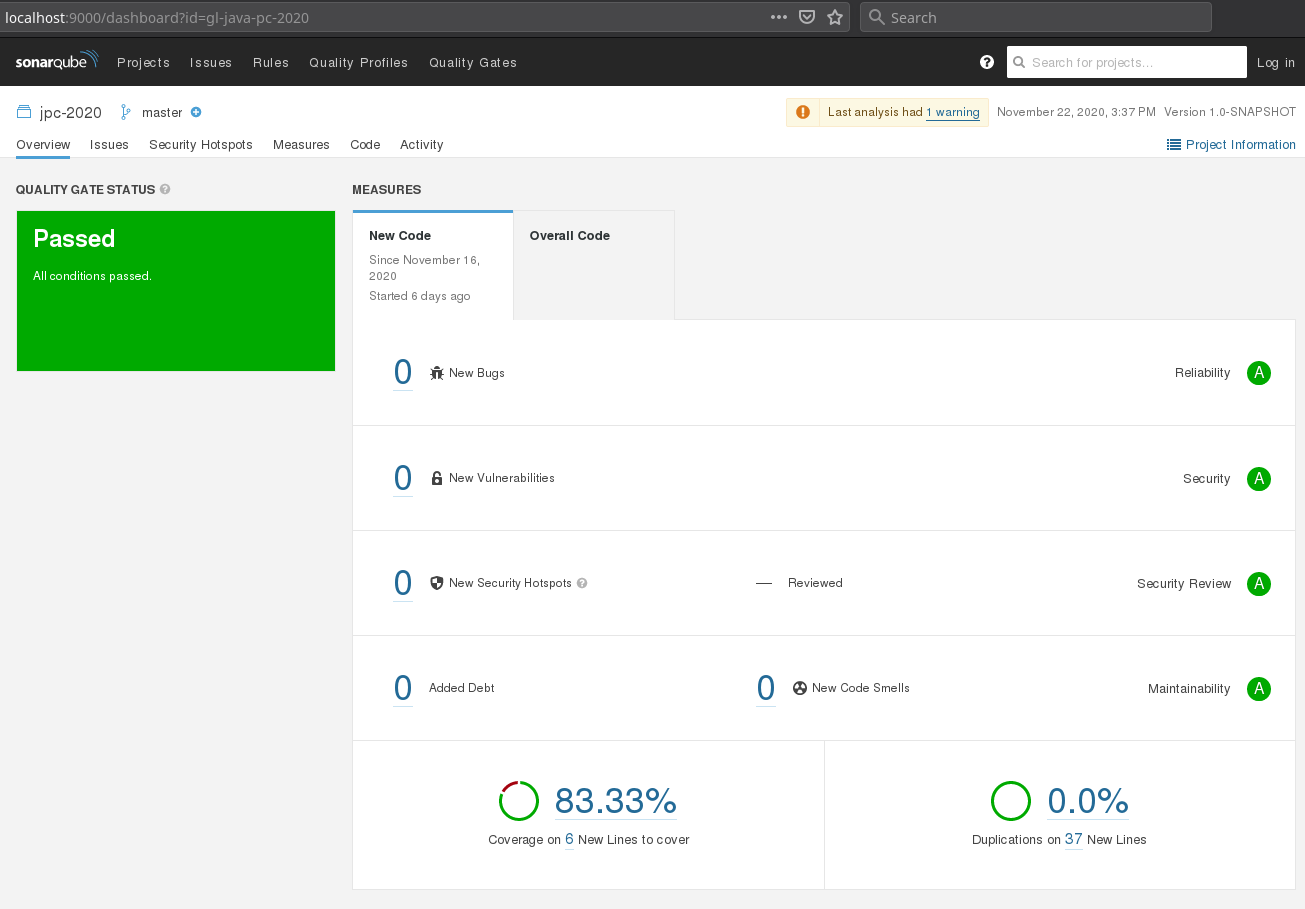 localhost:9000/dashboard?id=gl-java-pc-2020 ••• Search
sonarqube Projects Issues Rules Quality Profiles Quality Gates ? Search for projects... Log in
jpc-2020 master Last analysis had 1 warning November 22, 2020, 3:37 PM Version 1.0-SNAPSHOT
Overview Issues Security Hotspots Measures Code Activity Project Information
QUALITY GATE STATUS ? MEASURES
Passed
All conditions passed.
New Code Overall Code
Since November 16,
2020
Started 6 days ago
0 New Bugs Reliability A
0 New Vulnerabilities Security A
0 New Security Hotspots ? — Reviewed Security Review A
0 Added Debt 0 New Code Smells Maintainability A
83.33% 0.0%
Coverage on 6 New Lines to cover Duplications on 37 New Lines